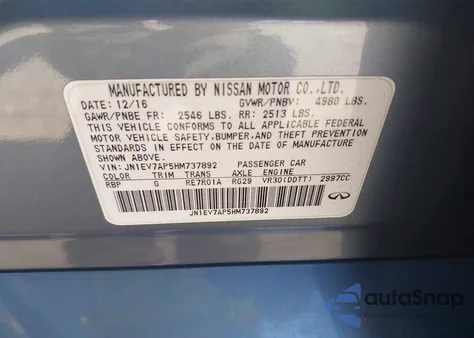 MANUFACTURED BY NISSAN MOTOR CO.,LTD.
DATE: 12/16 GVWR/PNBV: 4980 LBS.
GAWR/PNBE FR: 2546 LBS. RR: 2513 LBS.
THIS VEHICLE CONFORMS TO ALL APPLICABLE FEDERAL
MOTOR VEHICLE SAFETY,BUMPER,AND THEFT PREVENTION
STANDARDS IN EFFECT ON THE DATE OF MANUFACTURE
SHOWN ABOVE.
VIN: JN1EV7AP5HM737892 PASSENGER CAR
COLOR TRIM TRANS AXLE ENGINE
RBP G RE7R01A RG29 VR30(DDTT) 2997CC
JN1EV7AP5HM737892
INFINITI
autoSnap